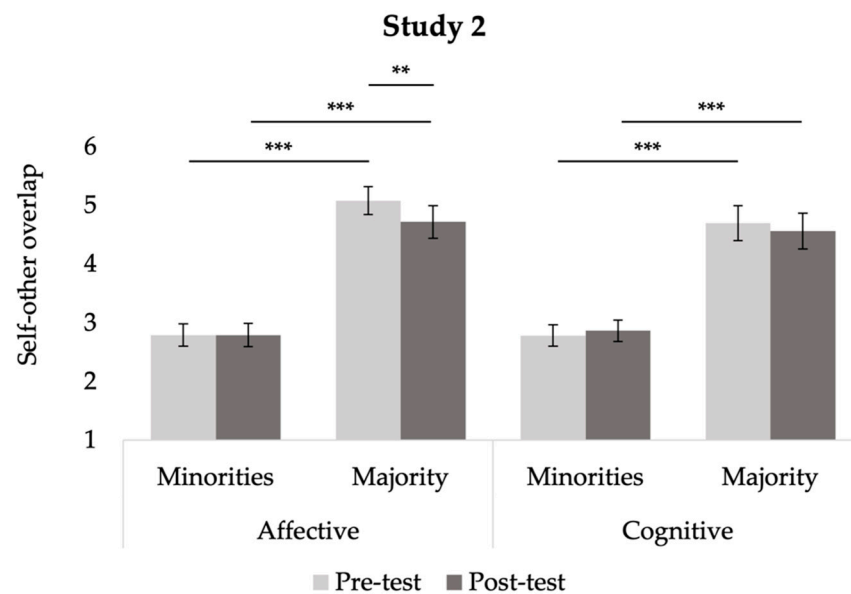 Study 2
**
*** ***
*** ***
Self-other overlap
6
5
4
3
2
1
Minorities Majority Minorities Majority
Affective Cognitive
Pre-test Post-test